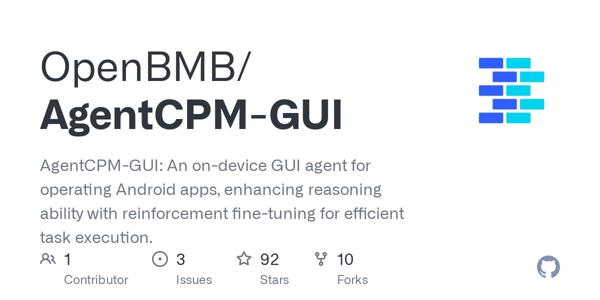 OpenBMB/
AgentCPM-GUI
AgentCPM-GUI: An on-device GUI agent for
operating Android apps, enhancing reasoning
ability with reinforcement fine-tuning for efficient
task execution.
1 3 92 10
Contributor Issues Stars Forks